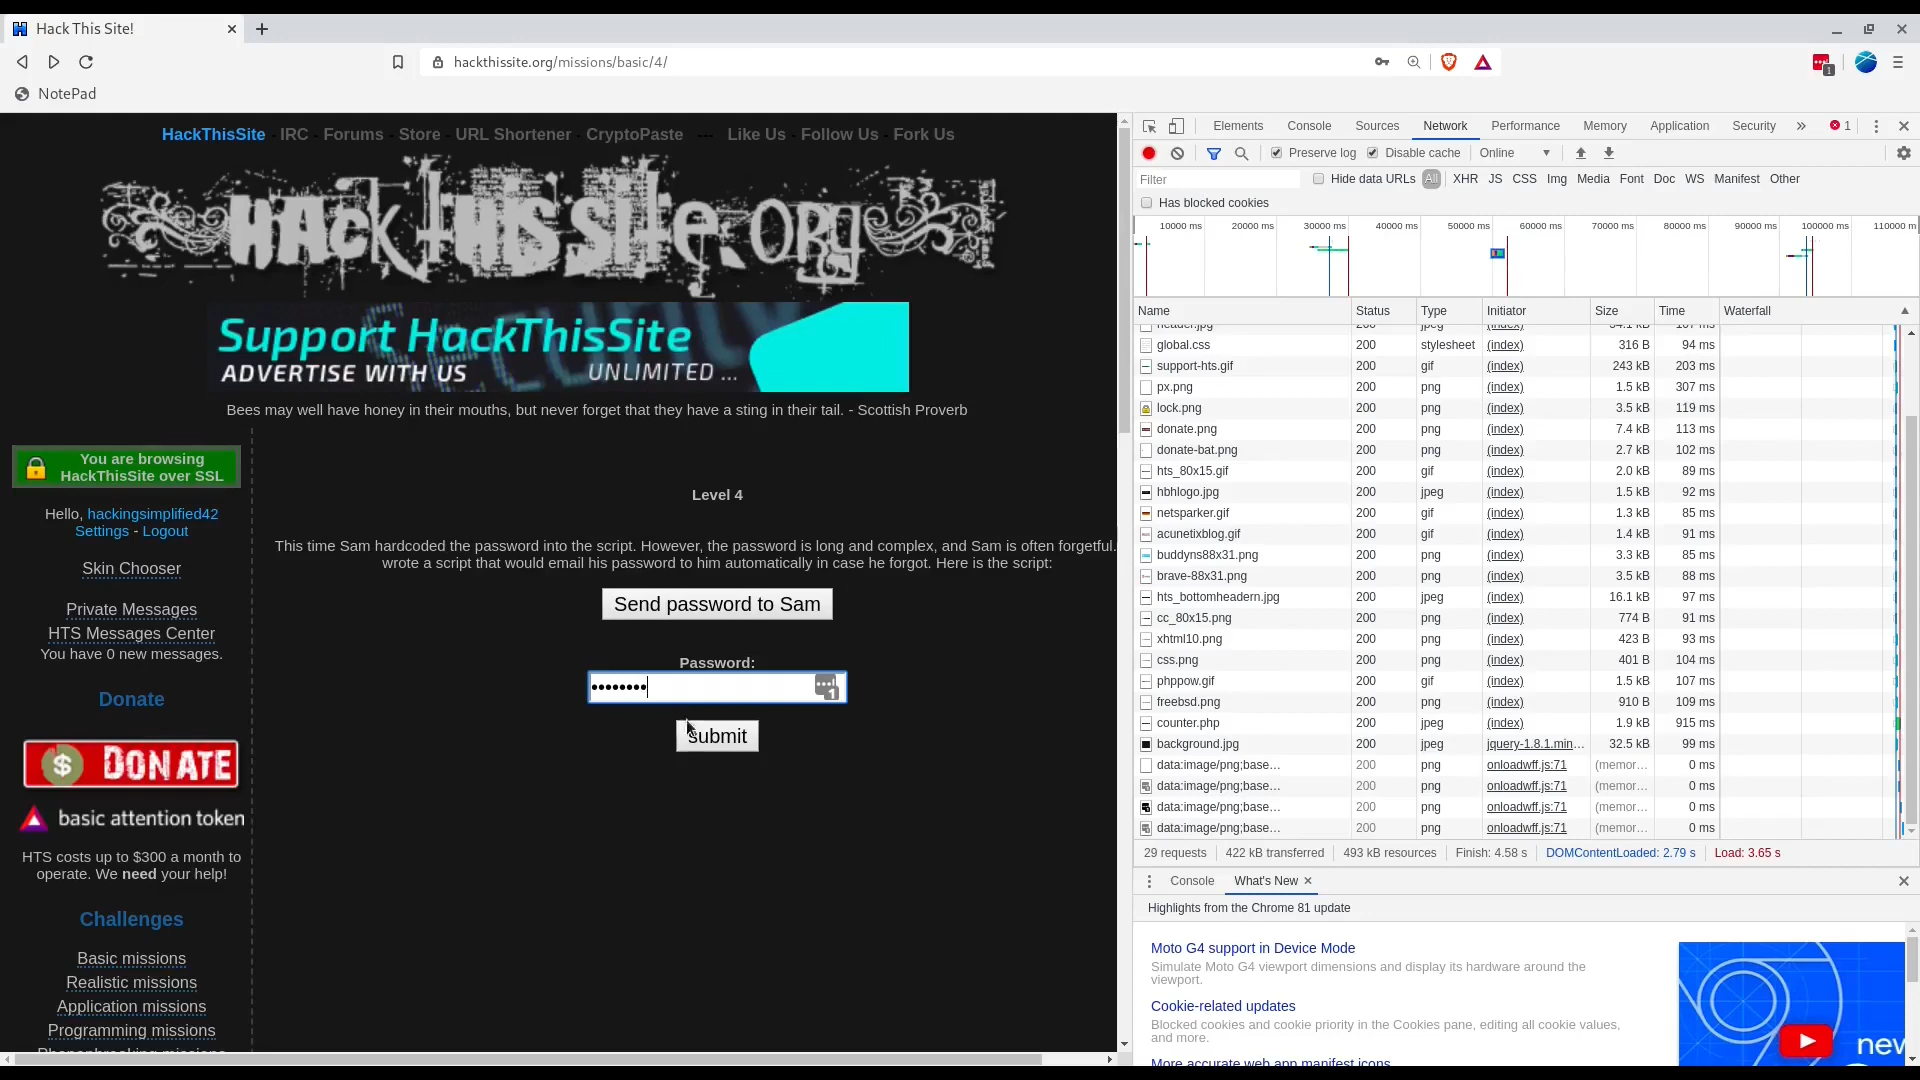 Hack This Site!
hackthissite.org/missions/basic/4/
1
NotePad
HackThisSite - IRC - Forums - Store - URL Shortener - CryptoPaste --- Like Us - Follow Us - Fork Us
HACK THIS SITE.ORG
Support HackThisSite
ADVERTISE WITH US UNLIMITED ...
Bees may well have honey in their mouths, but never forget that they have a sting in their tail. - Scottish Proverb
You are browsing
HackThisSite over SSL
Hello, hackingsimplified42
Settings - Logout
Skin Chooser
Private Messages
HTS Messages Center
You have 0 new messages.
Donate
$ DONATE
basic attention token
HTS costs up to $300 a month to
operate. We need your help!
Challenges
Basic missions
Realistic missions
Application missions
Programming missions
Level 4
This time Sam hardcoded the password into the script. However, the password is long and complex, and Sam is often forgetful.
wrote a script that would email his password to him automatically in case he forgot. Here is the script:
Send password to Sam
Password:
••••••••
1
submit
Elements Console Sources Network Performance Memory Application Security » 1
Preserve log Disable cache Online
Filter Hide data URLs All XHR JS CSS Img Media Font Doc WS Manifest Other
Has blocked cookies
10000 ms 20000 ms 30000 ms 40000 ms 50000 ms 60000 ms 70000 ms 80000 ms 90000 ms 100000 ms 110000 m
Name Status Type Initiator Size Time Waterfall
header.jpg 200 jpeg (index) 54.1 kB 107 ms
global.css 200 stylesheet (index) 316 B 94 ms
support-hts.gif 200 gif (index) 243 kB 203 ms
px.png 200 png (index) 1.5 kB 307 ms
lock.png 200 png (index) 3.5 kB 119 ms
donate.png 200 png (index) 7.4 kB 113 ms
donate-bat.png 200 png (index) 2.7 kB 102 ms
hts_80x15.gif 200 gif (index) 2.0 kB 89 ms
hbhlogo.jpg 200 jpeg (index) 1.5 kB 92 ms
netsparker.gif 200 gif (index) 1.3 kB 85 ms
acunetixblog.gif 200 gif (index) 1.4 kB 91 ms
buddyns88x31.png 200 png (index) 3.3 kB 85 ms
brave-88x31.png 200 png (index) 3.5 kB 88 ms
hts_bottomheadern.jpg 200 jpeg (index) 16.1 kB 97 ms
cc_80x15.png 200 png (index) 774 B 91 ms
xhtml10.png 200 png (index) 423 B 93 ms
css.png 200 png (index) 401 B 104 ms
phppow.gif 200 gif (index) 1.5 kB 107 ms
freebsd.png 200 png (index) 910 B 109 ms
counter.php 200 jpeg (index) 1.9 kB 915 ms
background.jpg 200 jpeg jquery-1.8.1.min… 32.5 kB 99 ms
data:image/png;base… 200 png onloadwff.js:71 (memor… 0 ms
data:image/png;base… 200 png onloadwff.js:71 (memor… 0 ms
data:image/png;base… 200 png onloadwff.js:71 (memor… 0 ms
data:image/png;base… 200 png onloadwff.js:71 (memor… 0 ms
29 requests 422 kB transferred 493 kB resources Finish: 4.58 s DOMContentLoaded: 2.79 s Load: 3.65 s
Console What's New
Highlights from the Chrome 81 update
Moto G4 support in Device Mode
Simulate Moto G4 viewport dimensions and display its hardware around the
viewport.
Cookie-related updates
Blocked cookies and cookie priority in the Cookies pane, editing all cookie values,
and more.
More accurate web app manifest icons
new